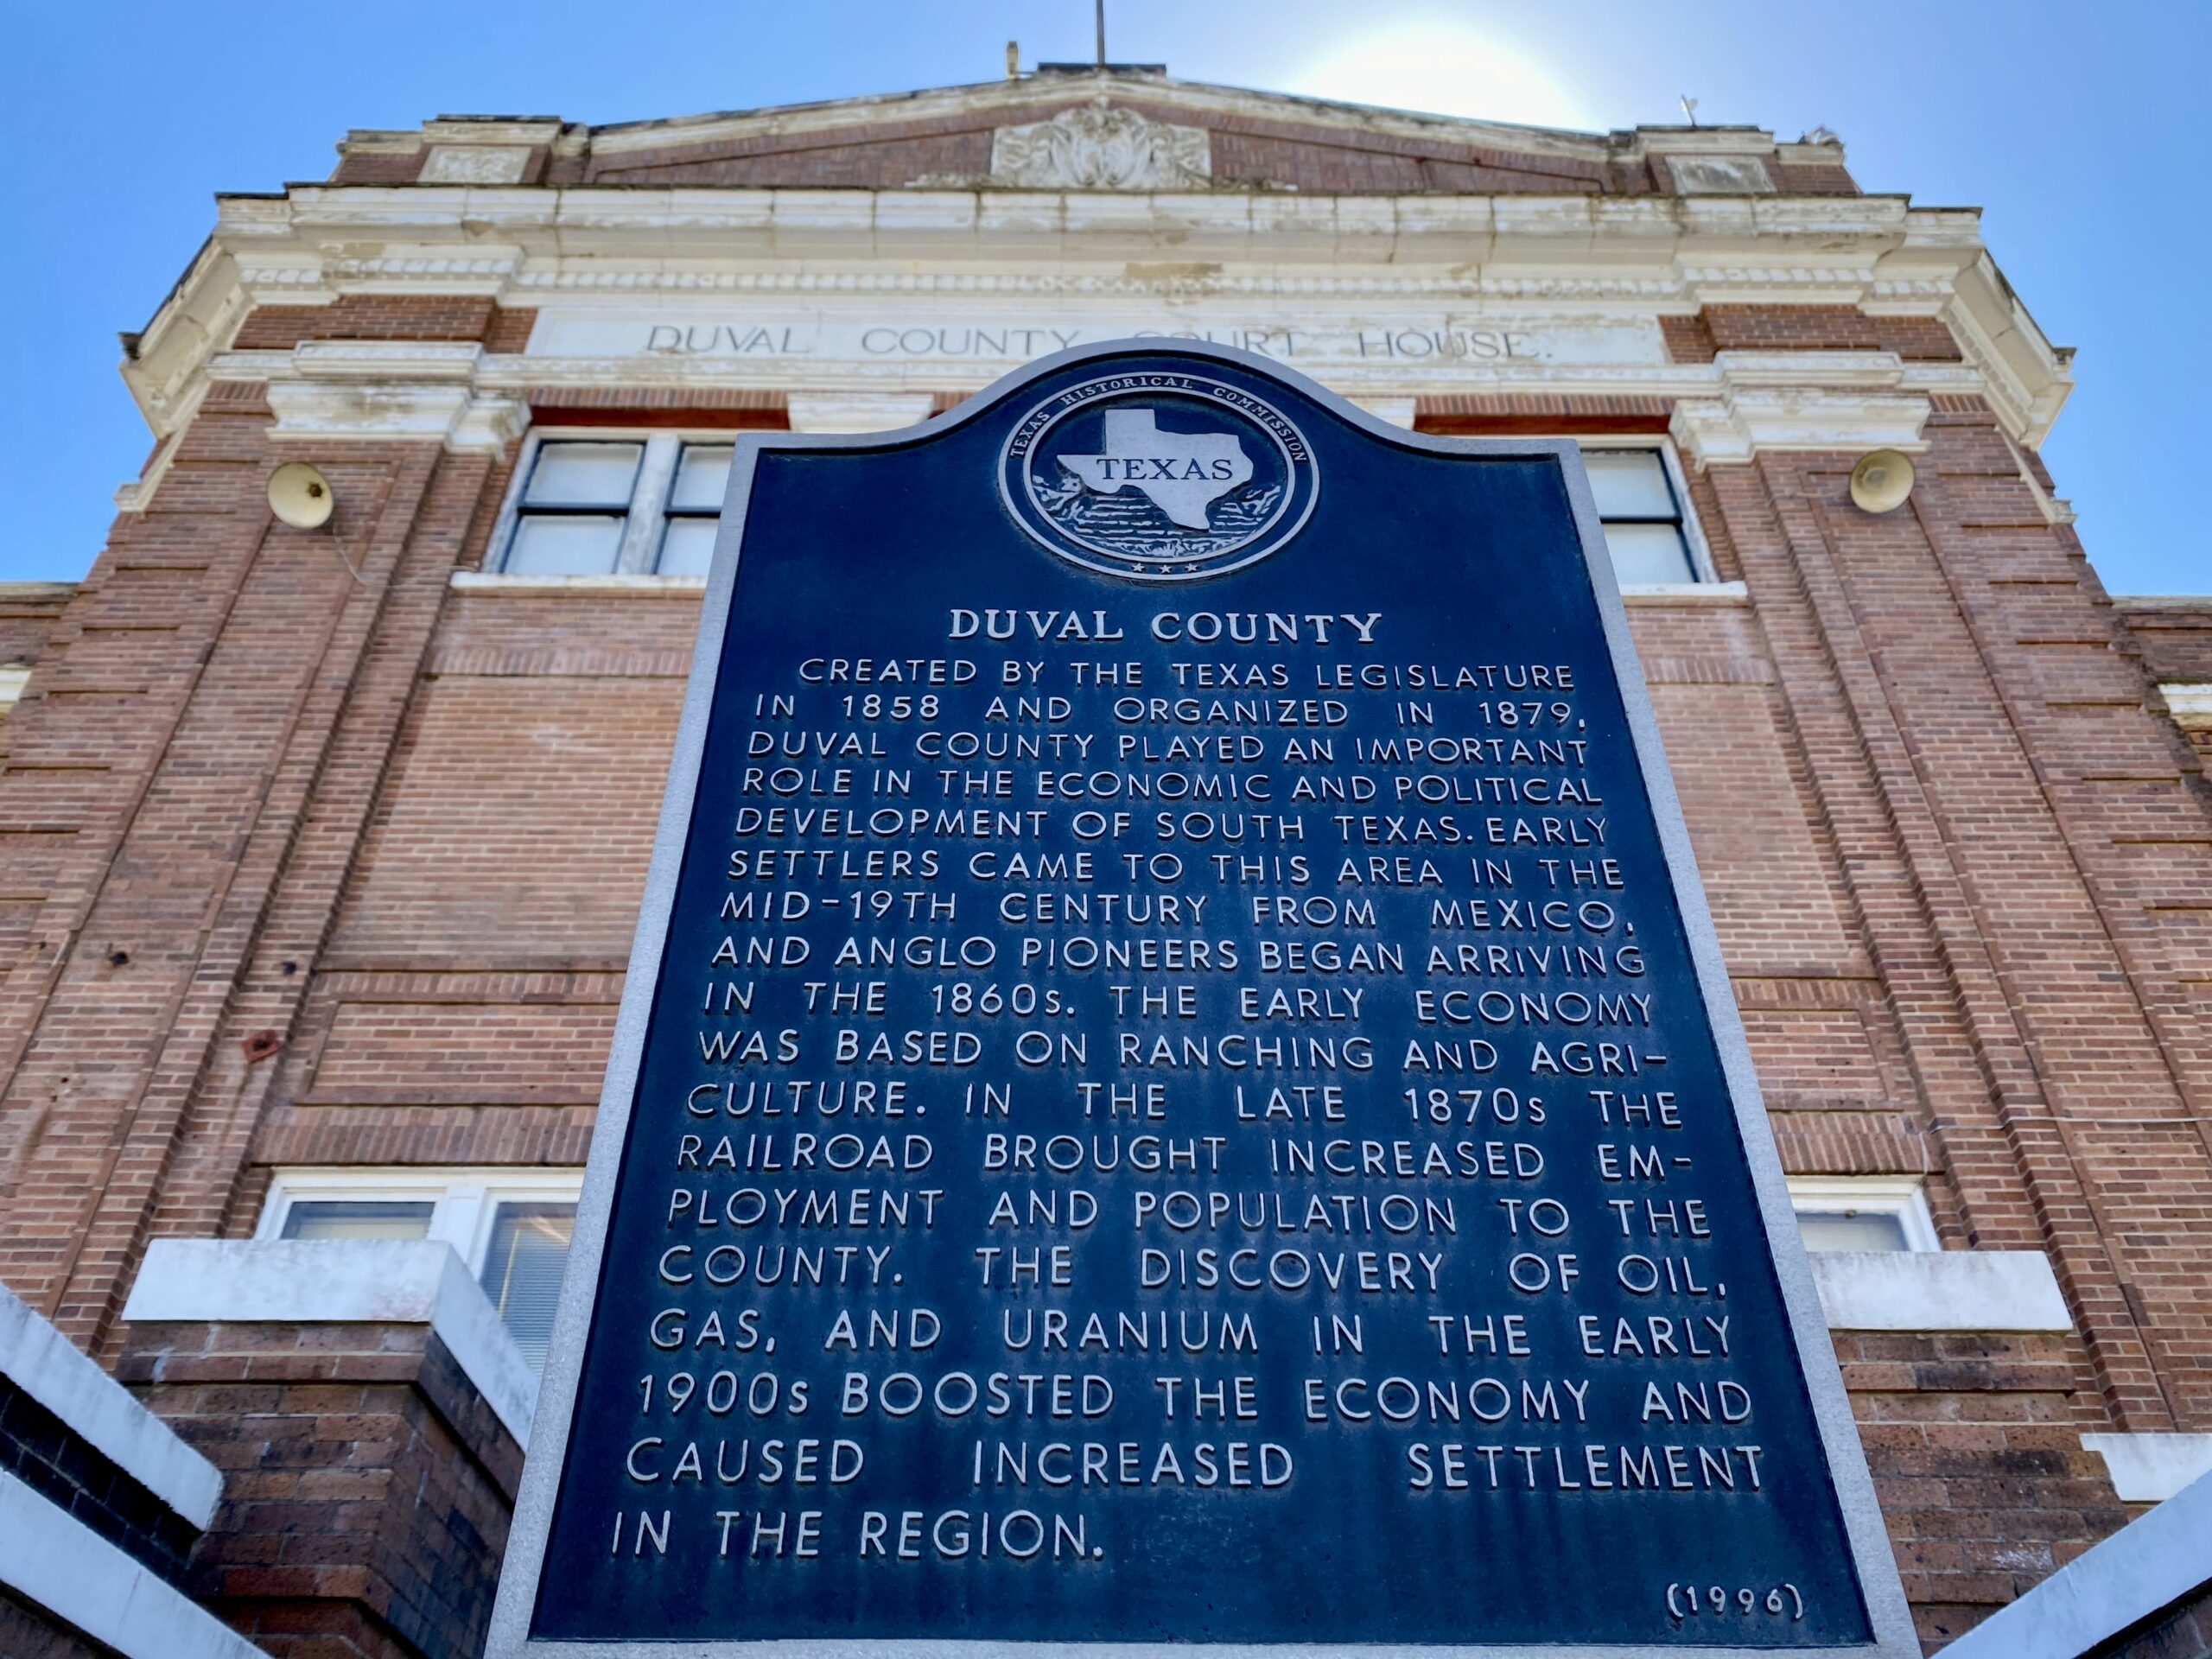 DUVAL COUNTY COURT HOUSE.
TEXAS HISTORICAL COMMISSION
TEXAS
DUVAL COUNTY
CREATED BY THE TEXAS LEGISLATURE
IN 1858 AND ORGANIZED IN 1879,
DUVAL COUNTY PLAYED AN IMPORTANT
ROLE IN THE ECONOMIC AND POLITICAL
DEVELOPMENT OF SOUTH TEXAS. EARLY
SETTLERS CAME TO THIS AREA IN THE
MID-19TH CENTURY FROM MEXICO,
AND ANGLO PIONEERS BEGAN ARRIVING
IN THE 1860s. THE EARLY ECONOMY
WAS BASED ON RANCHING AND AGRI-
CULTURE. IN THE LATE 1870s THE
RAILROAD BROUGHT INCREASED EM-
PLOYMENT AND POPULATION TO THE
COUNTY. THE DISCOVERY OF OIL,
GAS, AND URANIUM IN THE EARLY
1900s BOOSTED THE ECONOMY AND
CAUSED INCREASED SETTLEMENT
IN THE REGION.
(1996)